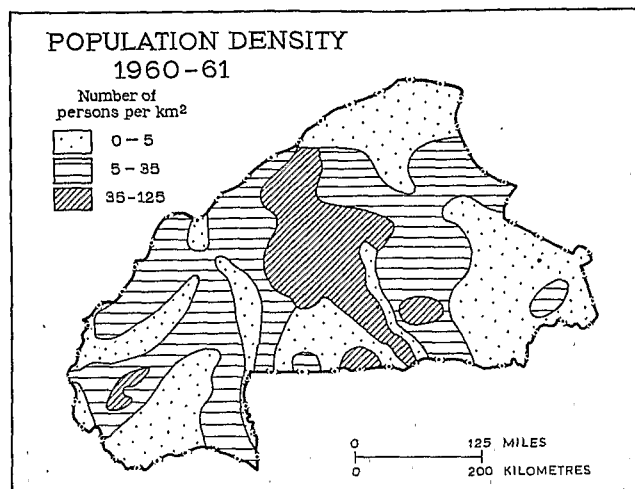 POPULATION DENSITY
1960-61
Number of
persons per km²
0-5
5-35
35-125
0 125 MILES
0 200 KILOMETRES